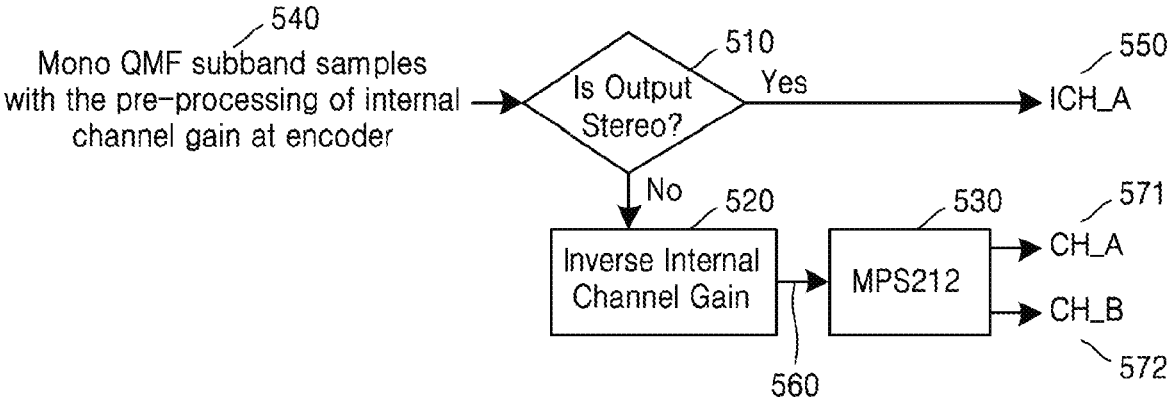 540
Mono QMF subband samples
with the pre-processing of internal
channel gain at encoder
510
Is Output
Stereo?
Yes
550
ICH_A
No
520
Inverse Internal
Channel Gain
560
530
MPS212
571
CH_A
CH_B
572